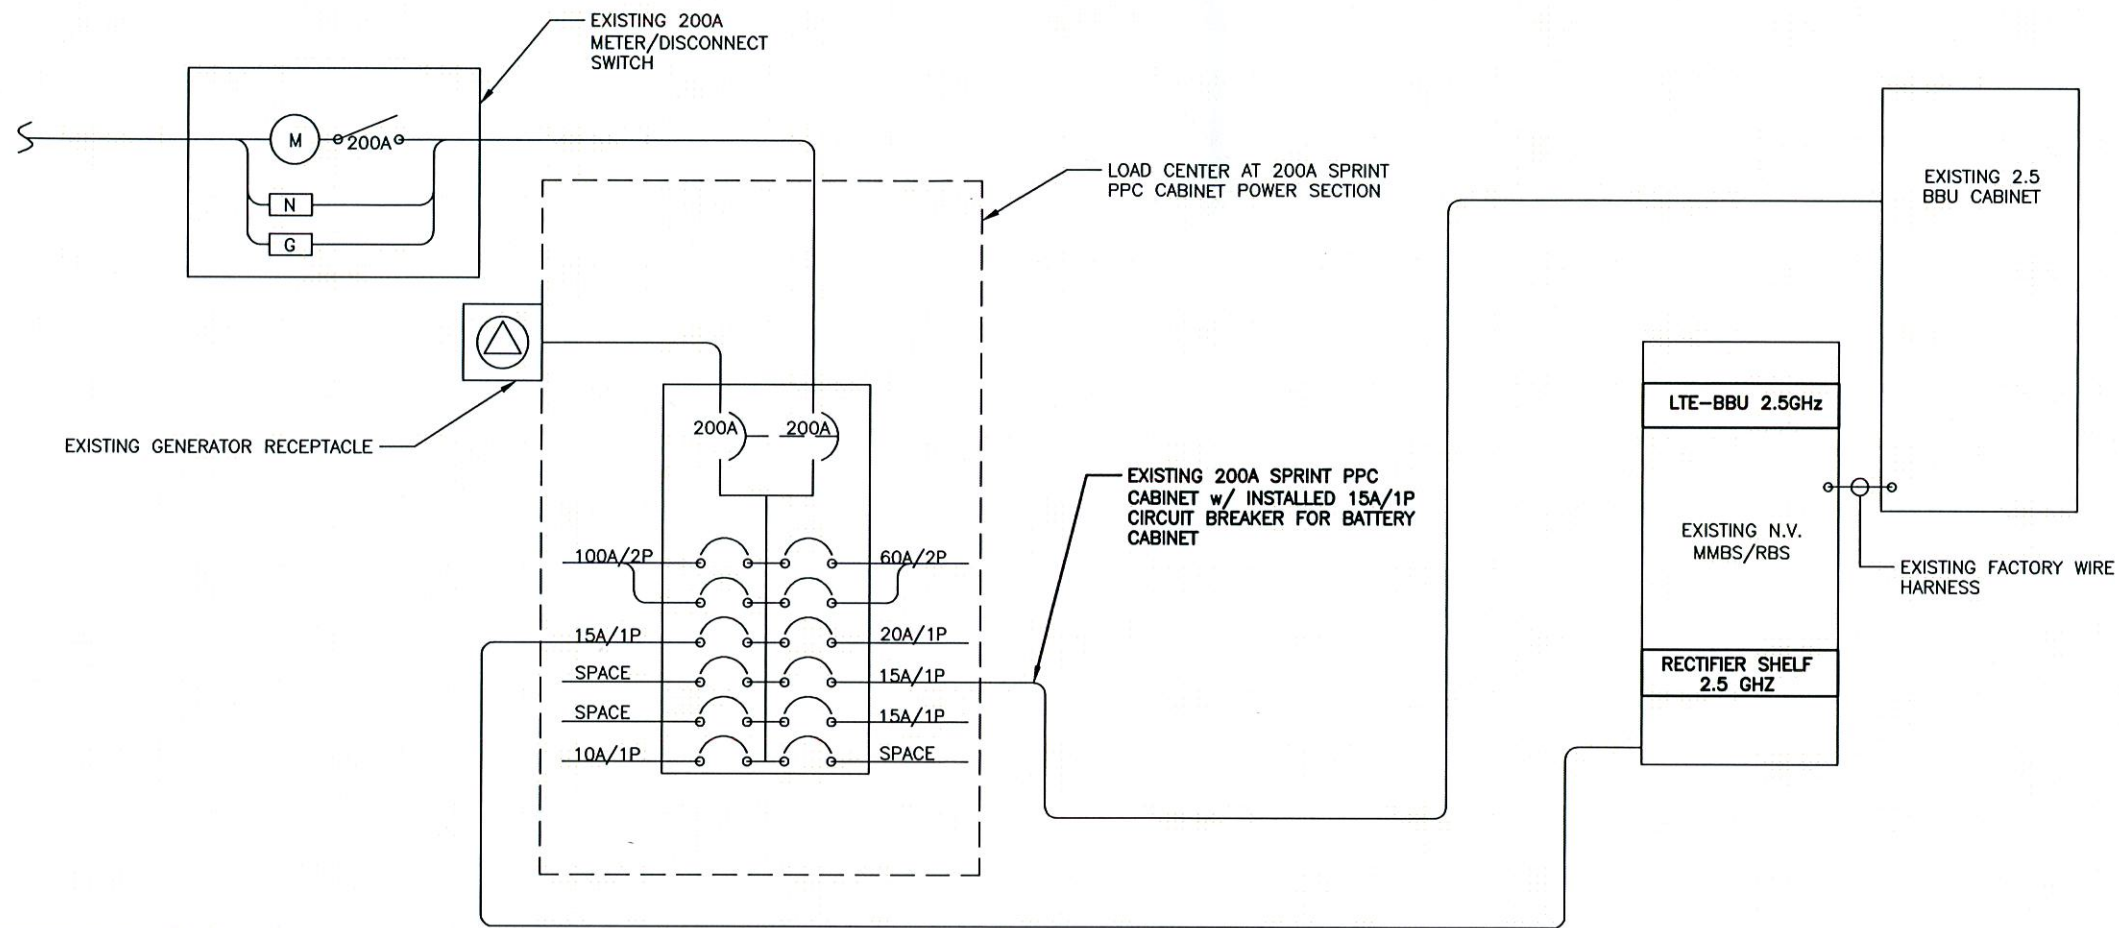 EXISTING 200A
METER/DISCONNECT
SWITCH
M
200A
N
G
LOAD CENTER AT 200A SPRINT
PPC CABINET POWER SECTION
EXISTING 2.5
BBU CABINET
EXISTING GENERATOR RECEPTACLE
200A
200A
LTE-BBU 2.5GHz
EXISTING 200A SPRINT PPC
CABINET w/ INSTALLED 15A/1P
CIRCUIT BREAKER FOR BATTERY
CABINET
EXISTING N.V.
MMBS/RBS
EXISTING FACTORY WIRE
HARNESS
100A/2P
60A/2P
15A/1P
20A/1P
SPACE
15A/1P
SPACE
15A/1P
10A/1P
SPACE
RECTIFIER SHELF
2.5 GHZ